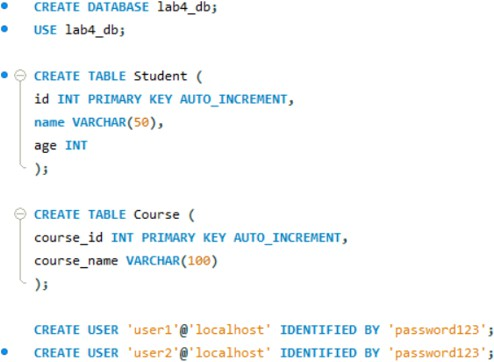 CREATE DATABASE lab4_db;
USE lab4_db;
CREATE TABLE Student (
id INT PRIMARY KEY AUTO_INCREMENT,
name VARCHAR(50),
age INT
);
CREATE TABLE Course (
course_id INT PRIMARY KEY AUTO_INCREMENT,
course_name VARCHAR(100)
);
CREATE USER 'user1'@'localhost' IDENTIFIED BY 'password123';
CREATE USER 'user2'@'localhost' IDENTIFIED BY 'password123';